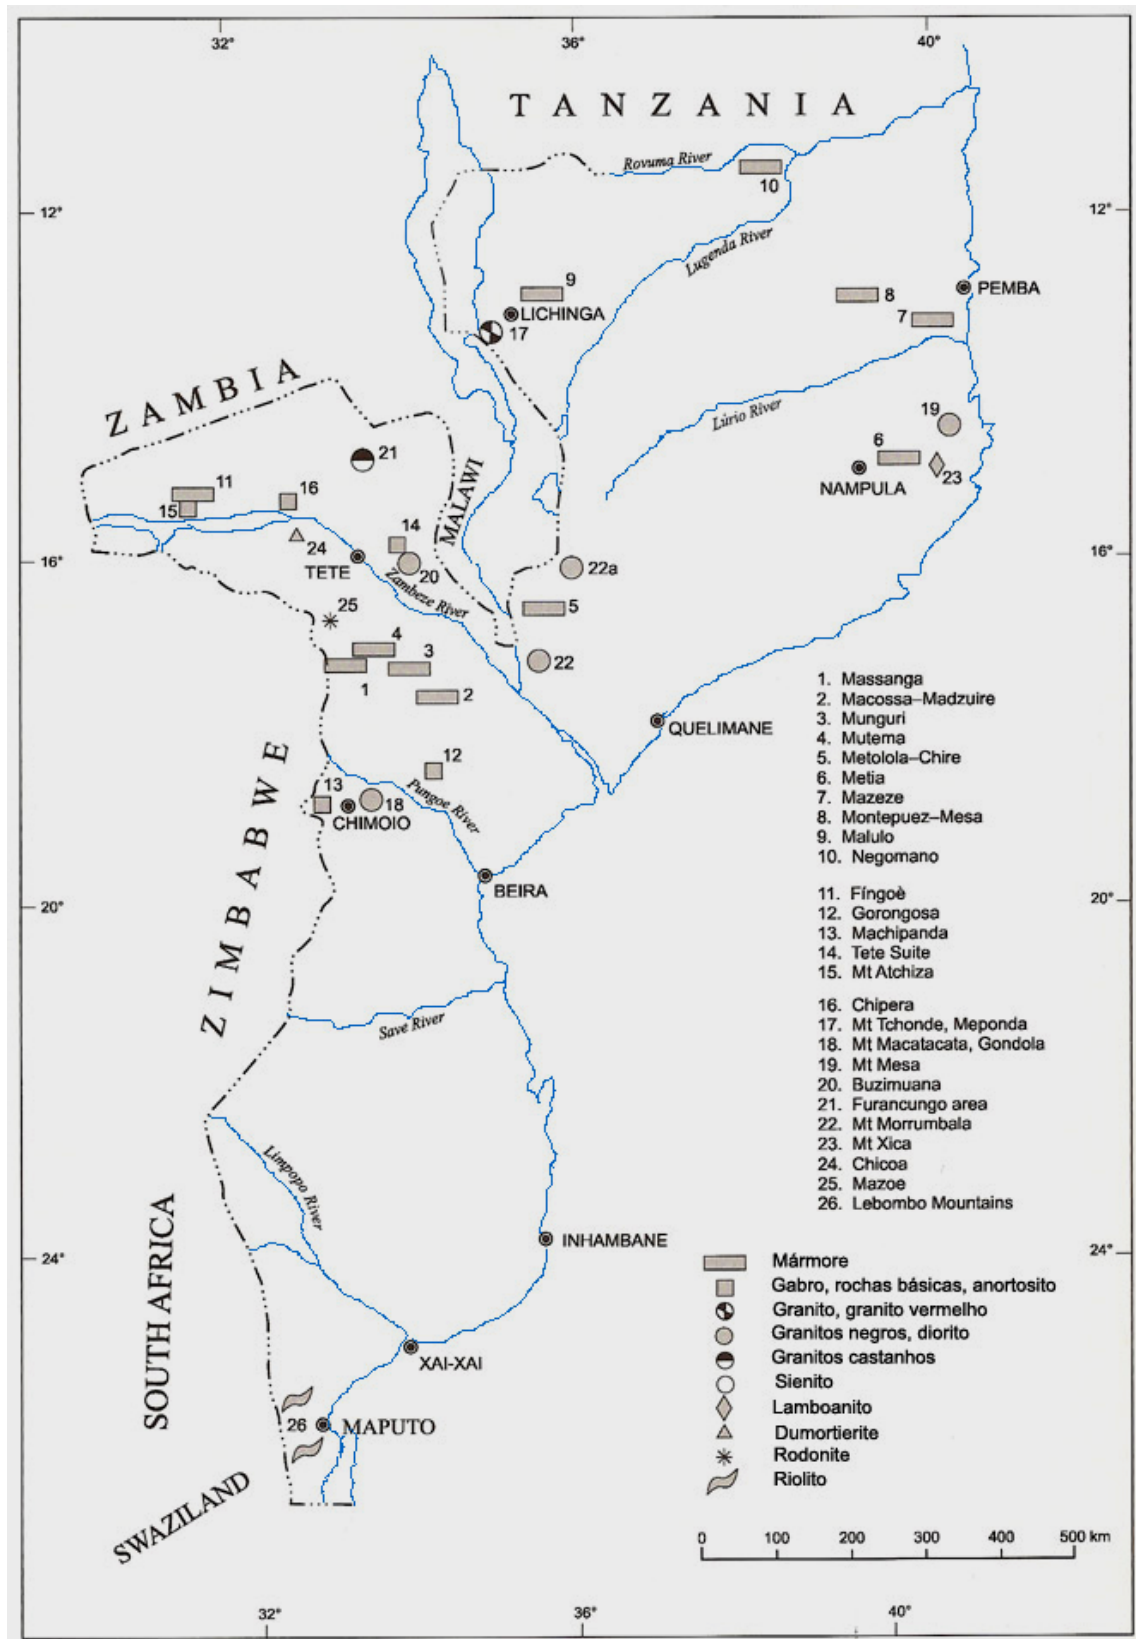 32°
36°
40°
TANZANIA
Rovuma River
10
12°
12°
Lugenda River
9
8
PEMBA
LICHINGA
7
17
ZAMBIA
Lúrio River
19
21
6
MALAWI
11
16
NAMPULA
23
15
14
24
16°
16°
TETE
20
22a
Zambeze River
25
5
4
3
22
1
2
1. Massanga
2. Macossa–Madzuire
3. Munguri
4. Mutema
5. Metolola–Chire
6. Metia
7. Mazeze
8. Montepuez–Mesa
9. Malulo
10. Negomano
QUELIMANE
ZIMBABWE
12
13
18
Pungoe River
CHIMOIO
BEIRA
20°
20°
11. Fíngoè
12. Gorongosa
13. Machipanda
14. Tete Suite
15. Mt Atchiza
16. Chipera
17. Mt Tchonde, Meponda
18. Mt Macatacata, Gondola
19. Mt Mesa
20. Buzimuana
21. Furancungo area
22. Mt Morrumbala
23. Mt Xica
24. Chicoa
25. Mazoe
26. Lebombo Mountains
Save River
Limpopo River
SOUTH AFRICA
INHAMBANE
24°
24°
Mármore
Gabro, rochas básicas, anortosito
Granito, granito vermelho
Granitos negros, diorito
Granitos castanhos
Sienito
Lamboanito
Dumortierite
Rodonite
Riolito
XAI-XAI
26
MAPUTO
SWAZILAND
0 100 200 300 400 500 km
32°
36°
40°